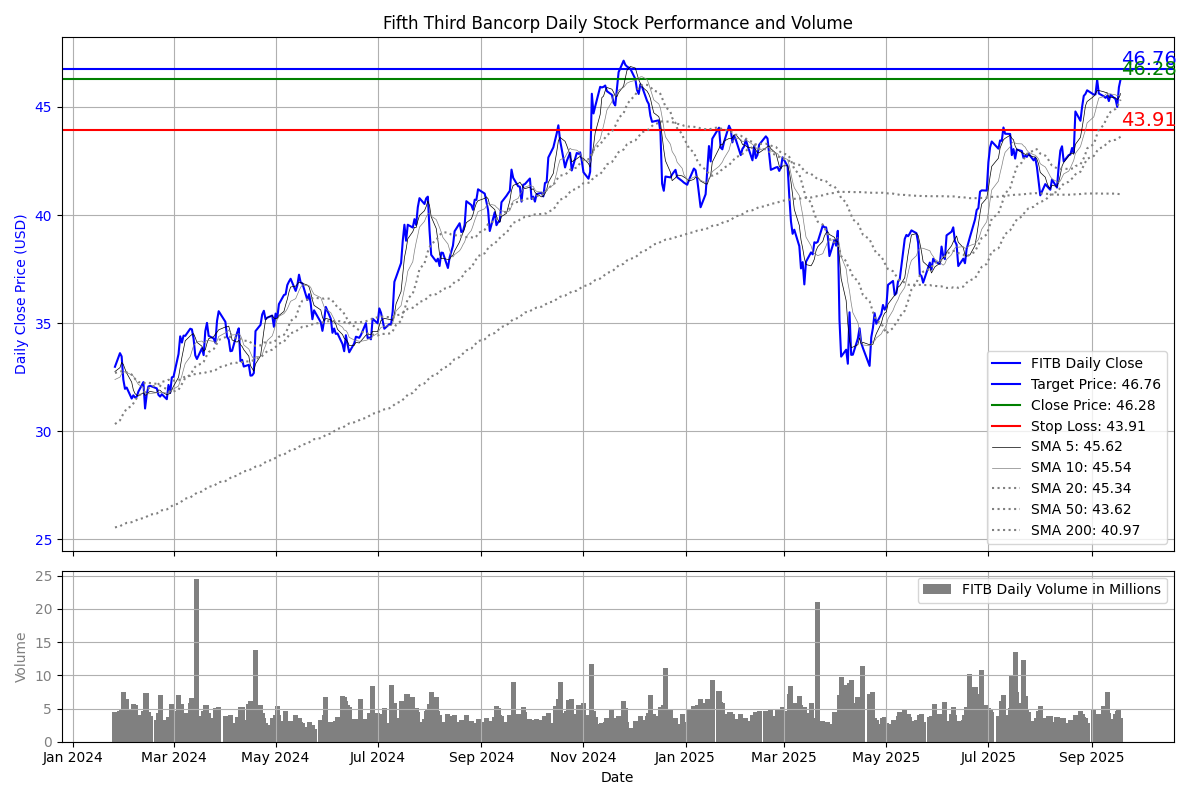 Fifth Third Bancorp Daily Stock Performance and Volume
46.76
46.28
45
43.91
40
35
30
25
Daily Close Price (USD)
FITB Daily Close
Target Price: 46.76
Close Price: 46.28
Stop Loss: 43.91
SMA 5: 45.62
SMA 10: 45.54
SMA 20: 45.34
SMA 50: 43.62
SMA 200: 40.97
25
20
15
10
5
0
Volume
FITB Daily Volume in Millions
Jan 2024 Mar 2024 May 2024 Jul 2024 Sep 2024 Nov 2024 Jan 2025 Mar 2025 May 2025 Jul 2025 Sep 2025
Date